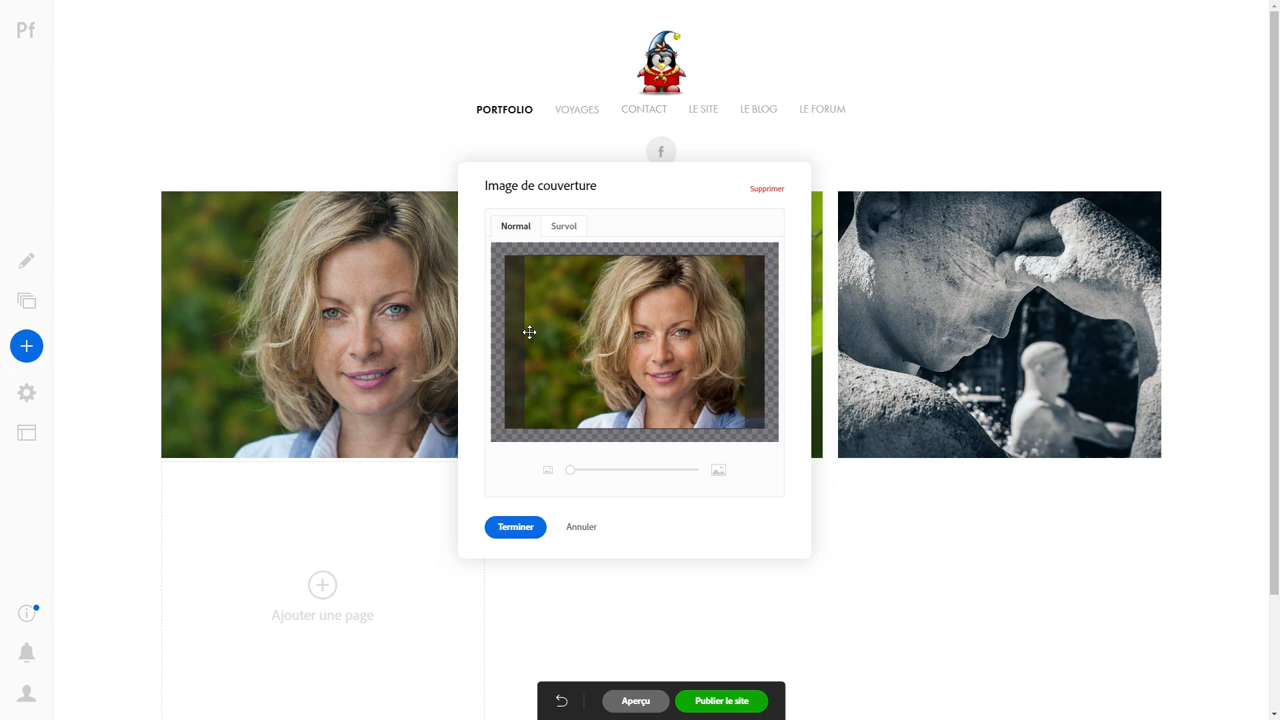 Pf
PORTFOLIO VOYAGES CONTACT LE SITE LE BLOG LE FORUM
f
Image de couverture
Supprimer
Normal Survol
Terminer Annuler
Ajouter une page
Aperçu Publier le site